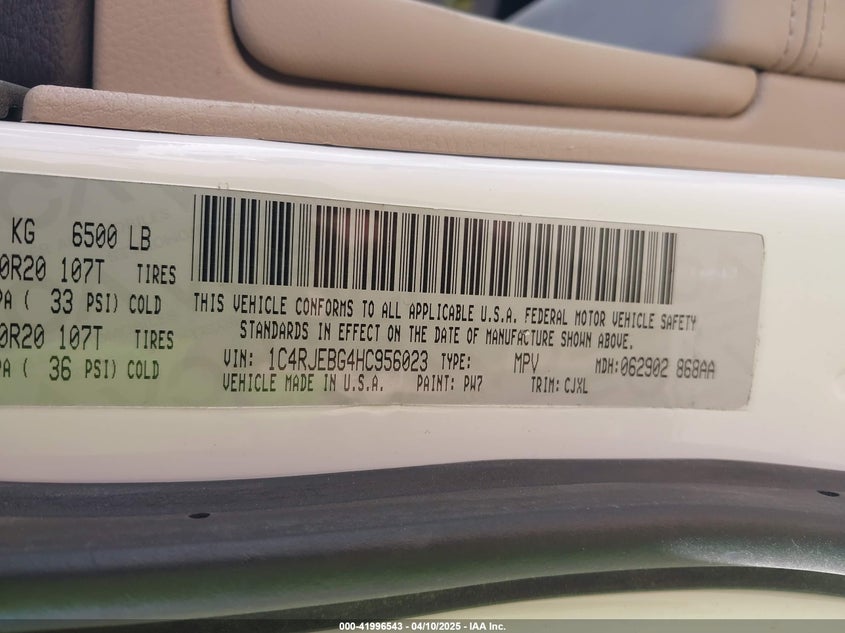 KG 6500 LB
0R20 107T TIRES
PA ( 33 PSI) COLD
0R20 107T TIRES
PA ( 36 PSI) COLD
THIS VEHICLE CONFORMS TO ALL APPLICABLE U.S.A. FEDERAL MOTOR VEHICLE SAFETY
STANDARDS IN EFFECT ON THE DATE OF MANUFACTURE SHOWN ABOVE.
VIN: 1C4RJEBG4HC956023 TYPE: MPV MDH:062902 868AA
VEHICLE MADE IN U.S.A. PAINT: PW7 TRIM: CJXL
000-41996543 - 04/10/2025 - IAA Inc.